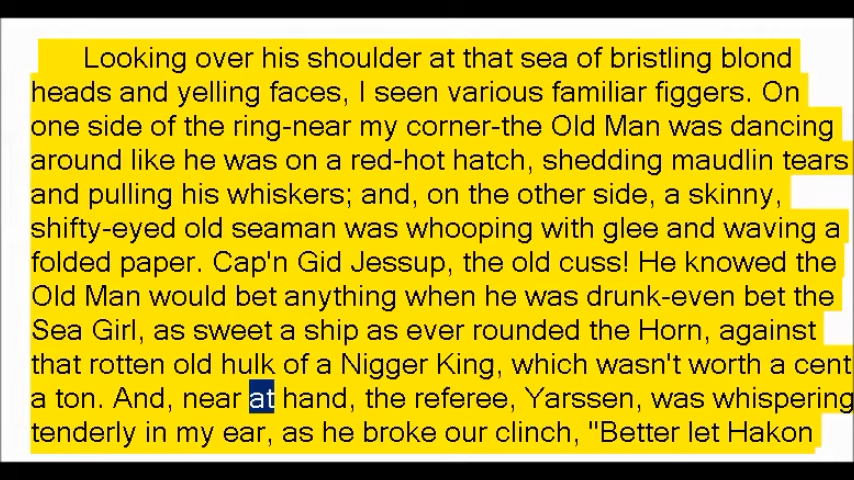 Looking over his shoulder at that sea of bristling blond
heads and yelling faces, I seen various familiar figgers. On
one side of the ring-near my corner-the Old Man was dancing
around like he was on a red-hot hatch, shedding maudlin tears
and pulling his whiskers; and, on the other side, a skinny,
shifty-eyed old seaman was whooping with glee and waving a
folded paper. Cap'n Gid Jessup, the old cuss! He knowed the
Old Man would bet anything when he was drunk-even bet the
Sea Girl, as sweet a ship as ever rounded the Horn, against
that rotten old hulk of a Nigger King, which wasn't worth a cent
a ton. And, near at hand, the referee, Yarssen, was whispering
tenderly in my ear, as he broke our clinch, "Better let Hakon